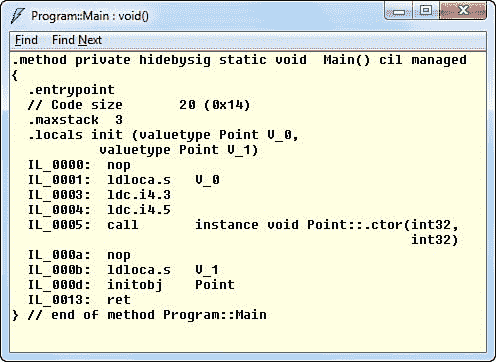 Program::Main : void()
Find Find Next
.method private hidebysig static void  Main() cil managed
{
  .entrypoint
  // Code size       20 (0x14)
  .maxstack  3
  .locals init (valuetype Point V_0,
           valuetype Point V_1)
  IL_0000:  nop
  IL_0001:  ldloca.s   V_0
  IL_0003:  ldc.i4.3
  IL_0004:  ldc.i4.5
  IL_0005:  call       instance void Point::.ctor(int32,
                                                  int32)
  IL_000a:  nop
  IL_000b:  ldloca.s   V_1
  IL_000d:  initobj    Point
  IL_0013:  ret
} // end of method Program::Main